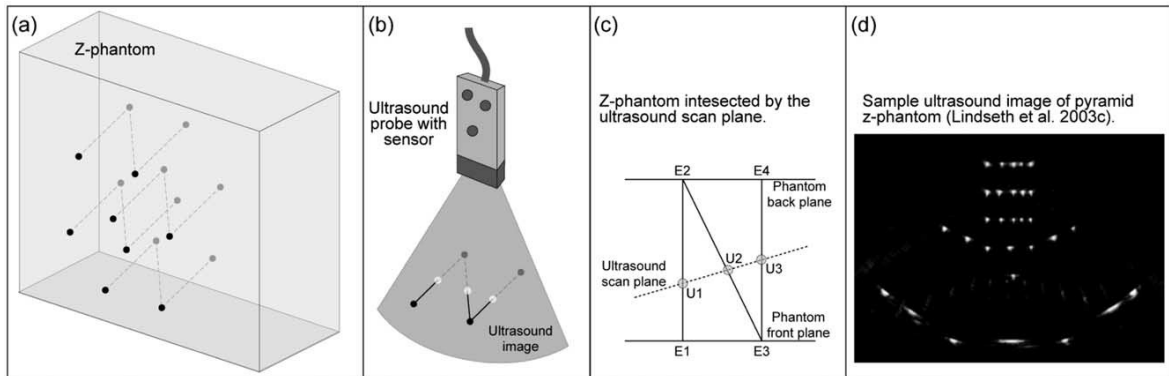 (a)
Z-phantom
(b)
Ultrasound
probe with
sensor
Ultrasound
image
(c)
Z-phantom intesected by the
ultrasound scan plane.
E2 E4
Phantom
back plane
U2
U3
Ultrasound
scan plane
U1
Phantom
front plane
E1 E3
(d)
Sample ultrasound image of pyramid
z-phantom (Lindseth et al. 2003c).